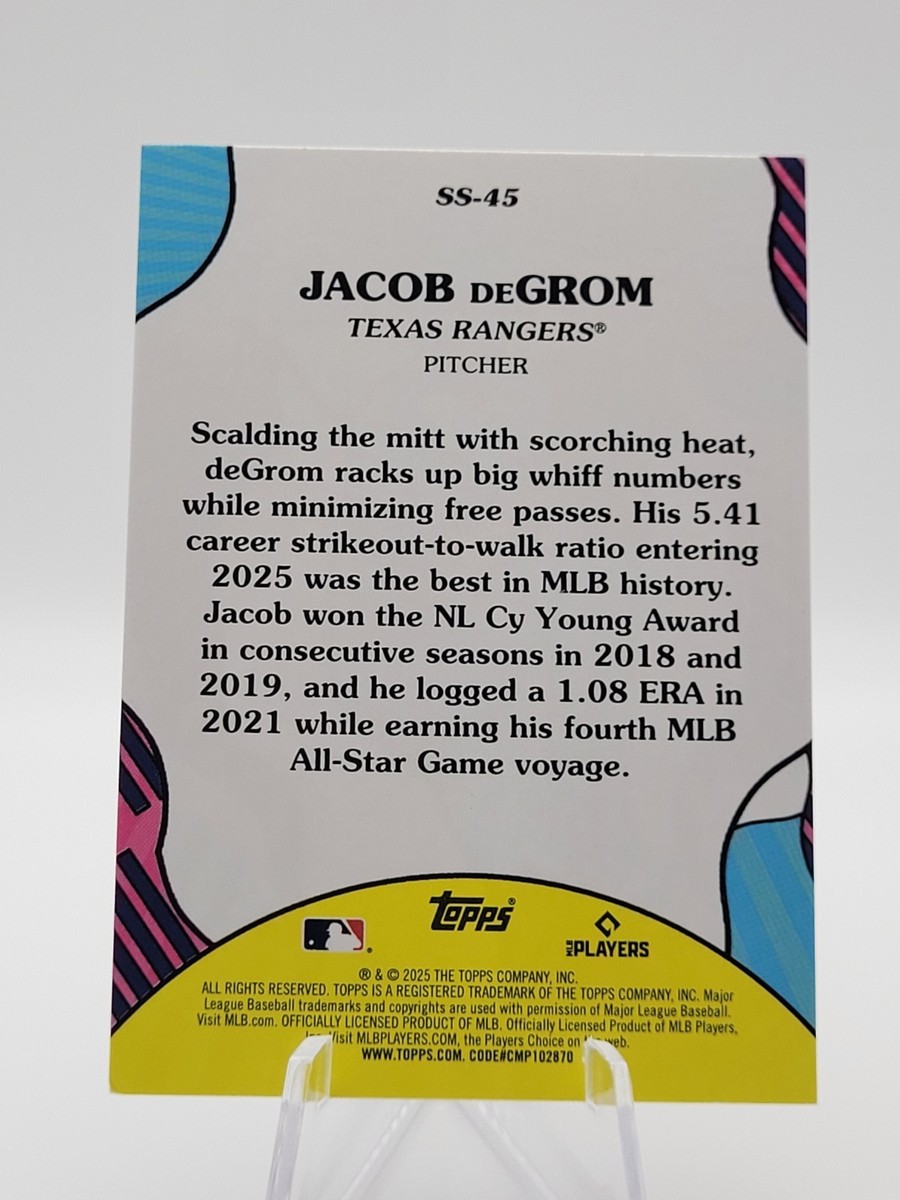 SS-45
JACOB DEGROM
TEXAS RANGERS®
PITCHER
Scalding the mitt with scorching heat,
deGrom racks up big whiff numbers
while minimizing free passes. His 5.41
career strikeout-to-walk ratio entering
2025 was the best in MLB history.
Jacob won the NL Cy Young Award
in consecutive seasons in 2018 and
2019, and he logged a 1.08 ERA in
2021 while earning his fourth MLB
All-Star Game voyage.
Topps®
MLB PLAYERS
® & © 2025 THE TOPPS COMPANY, INC.
ALL RIGHTS RESERVED. TOPPS IS A REGISTERED TRADEMARK OF THE TOPPS COMPANY, INC. Major
League Baseball trademarks and copyrights are used with permission of Major League Baseball.
Visit MLB.com. OFFICIALLY LICENSED PRODUCT OF MLB. Officially Licensed Product of MLB Players,
Visit MLBPLAYERS.COM, the Players Choice on web.
WWW.TOPPS.COM. CODE#CMP102870